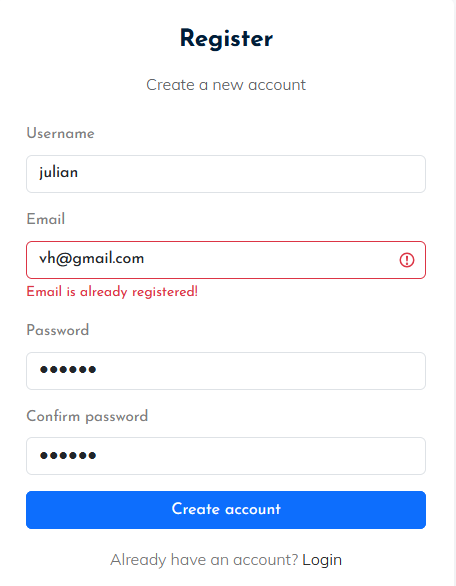 Register
Create a new account
Username
julian
Email
vh@gmail.com
Email is already registered!
Password
●●●●●●
Confirm password
●●●●●●
Create account
Already have an account? Login